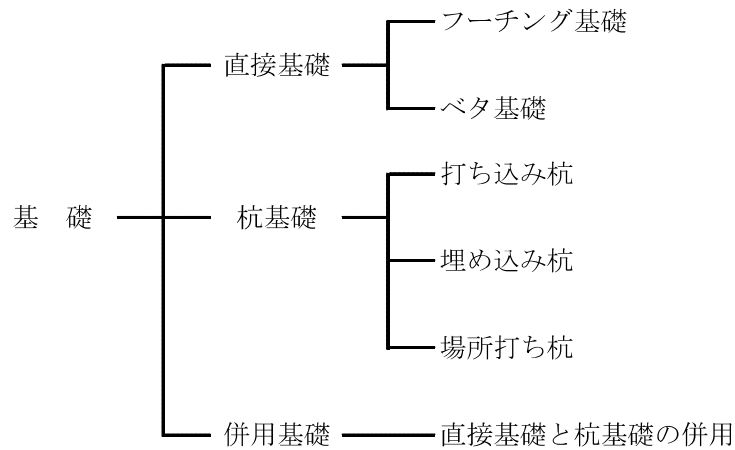 基　礎
直接基礎
フーチング基礎
ベタ基礎
杭基礎
打ち込み杭
埋め込み杭
場所打ち杭
併用基礎
直接基礎と杭基礎の併用